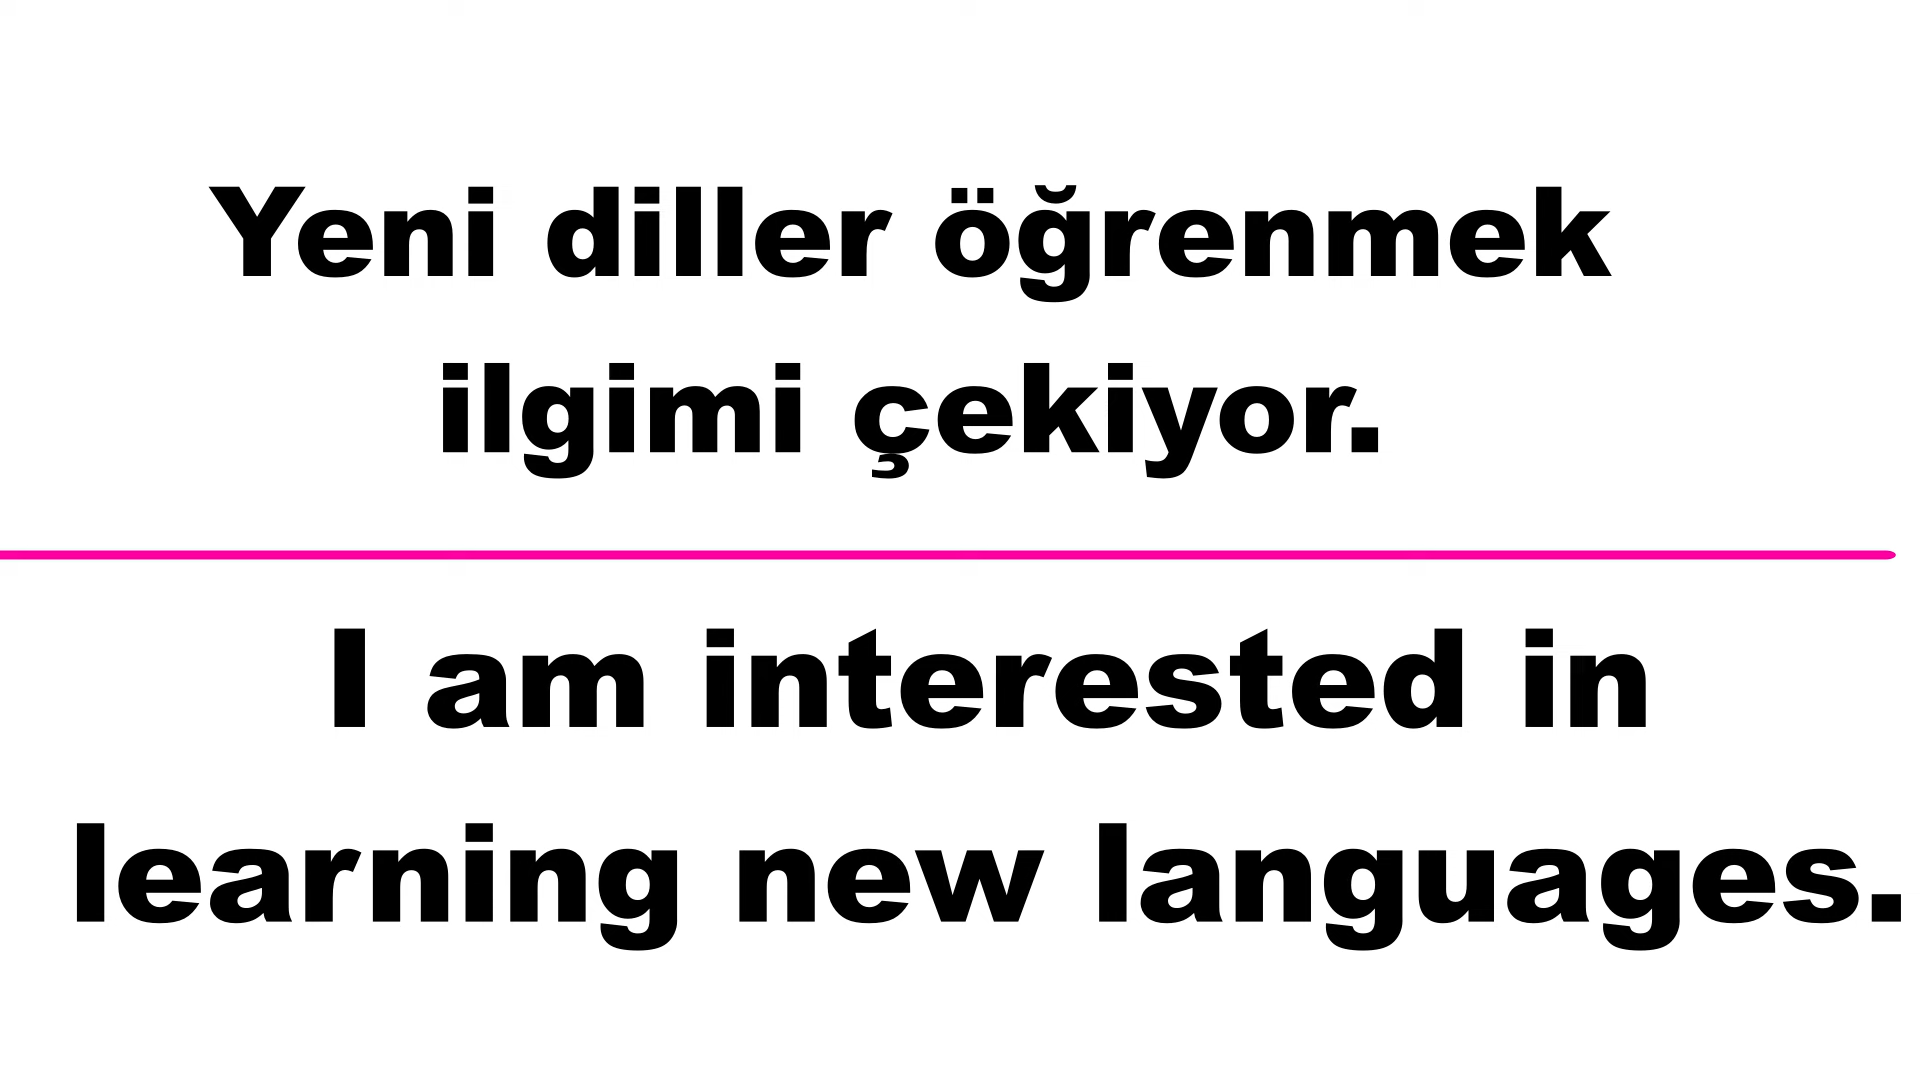 Yeni diller öğrenmek
ilgimi çekiyor.
I am interested in
learning new languages.